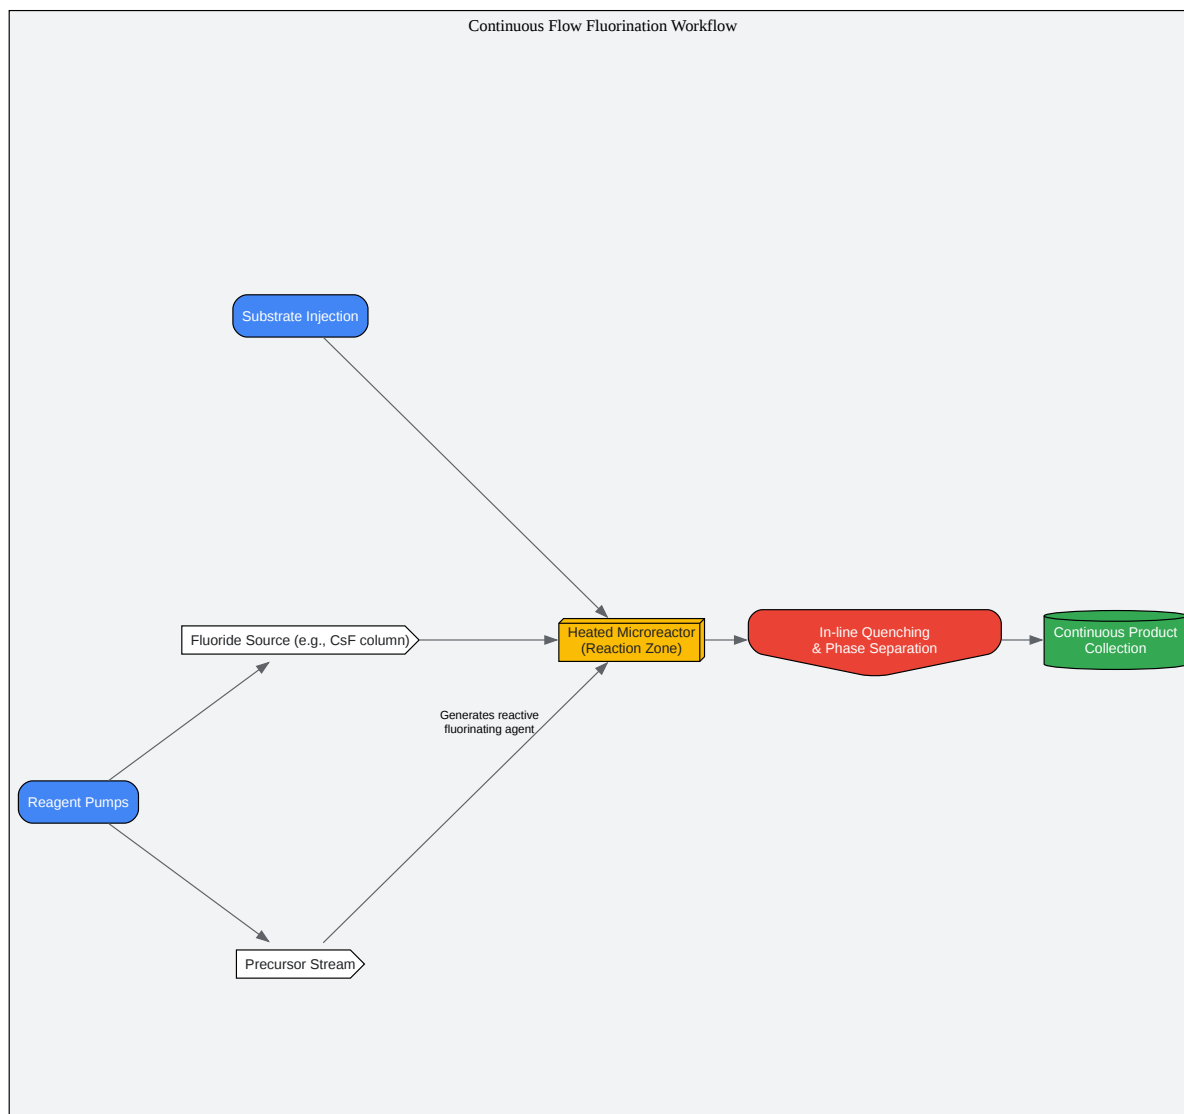 Continuous Flow Fluorination Workflow
Substrate Injection
Fluoride Source (e.g., CsF column)
Heated Microreactor
(Reaction Zone)
In-line Quenching
& Phase Separation
Continuous Product
Collection
Generates reactive
fluorinating agent
Reagent Pumps
Precursor Stream